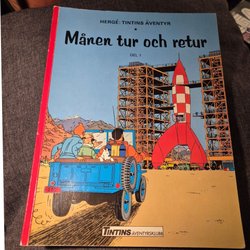 HERGÉ: TINTINS ÄVENTYR
Månen tur och retur
DEL 1
TINTINS ÄVENTYRSKLUBB